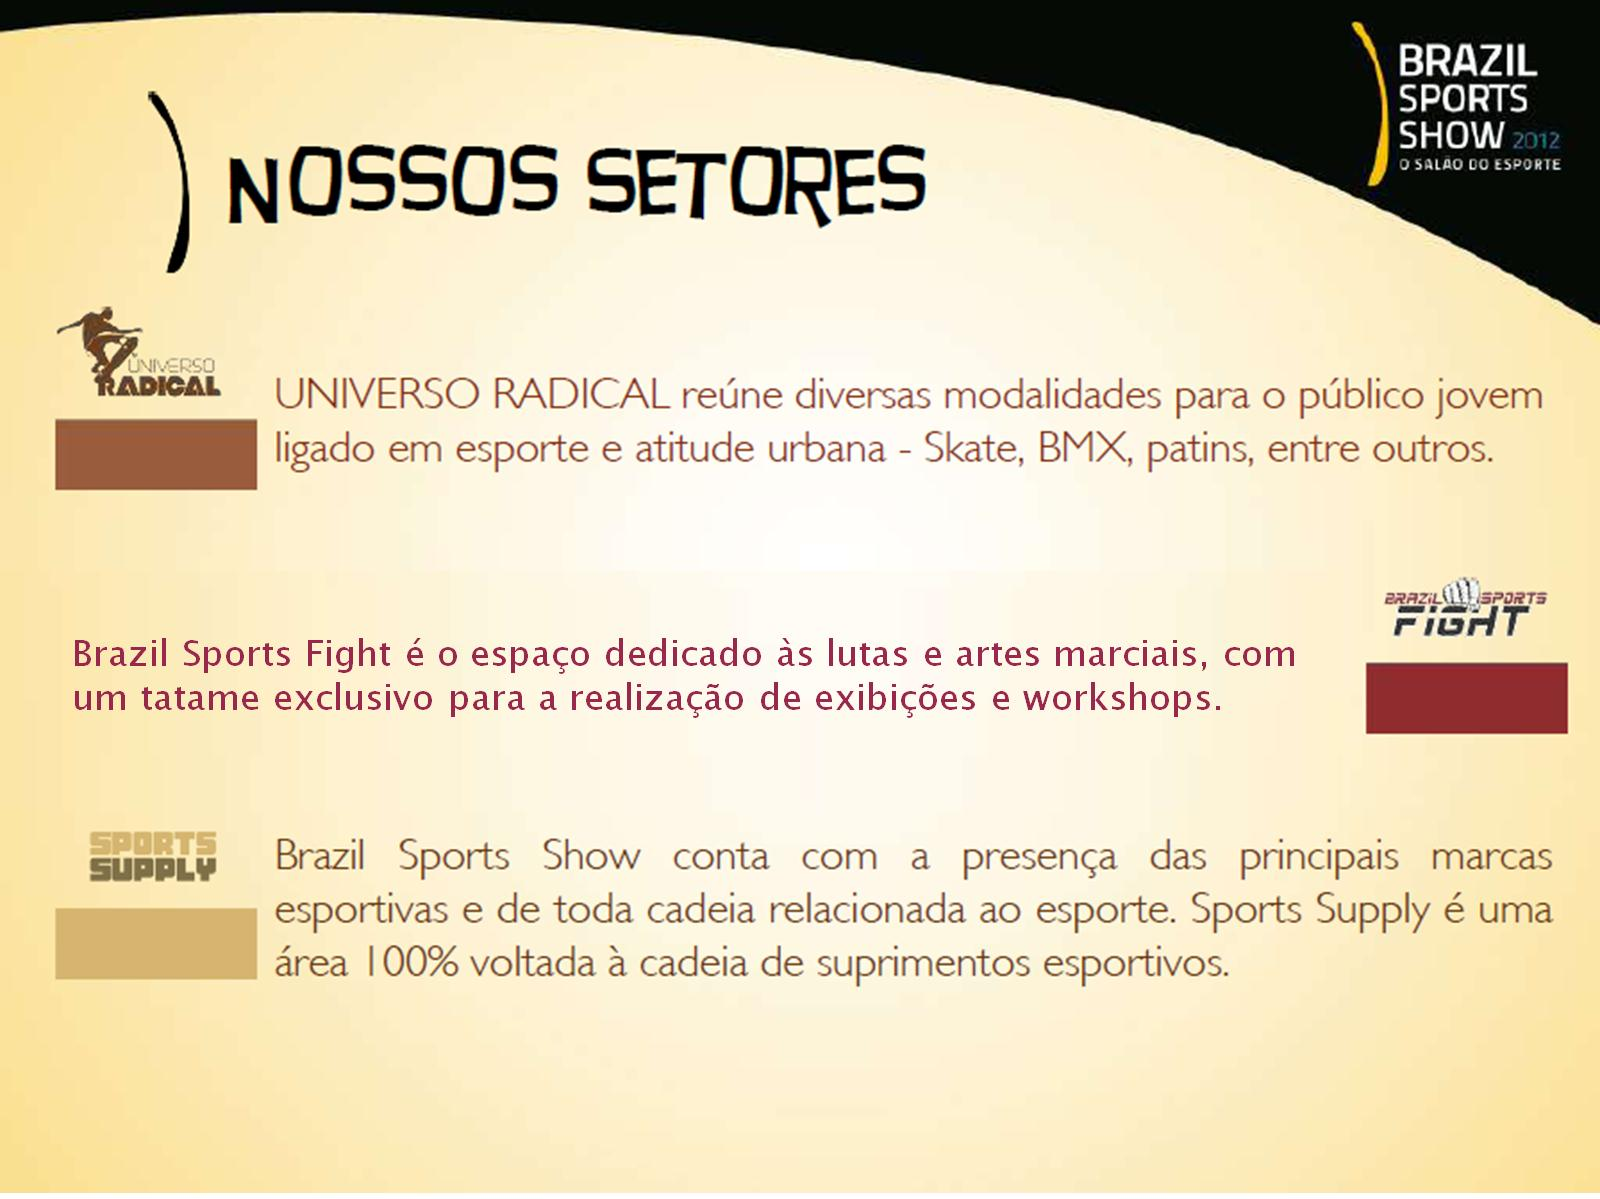 BRAZIL
SPORTS
SHOW 2012
O SALÃO DO ESPORTE
NOSSOS SETORES
UNIVERSO
RADICAL
UNIVERSO RADICAL reúne diversas modalidades para o público jovem
ligado em esporte e atitude urbana - Skate, BMX, patins, entre outros.
BRAZIL SPORTS
FIGHT
Brazil Sports Fight é o espaço dedicado às lutas e artes marciais, com
um tatame exclusivo para a realização de exibições e workshops.
SPORTS
SUPPLY
Brazil Sports Show conta com a presença das principais marcas
esportivas e de toda cadeia relacionada ao esporte. Sports Supply é uma
área 100% voltada à cadeia de suprimentos esportivos.